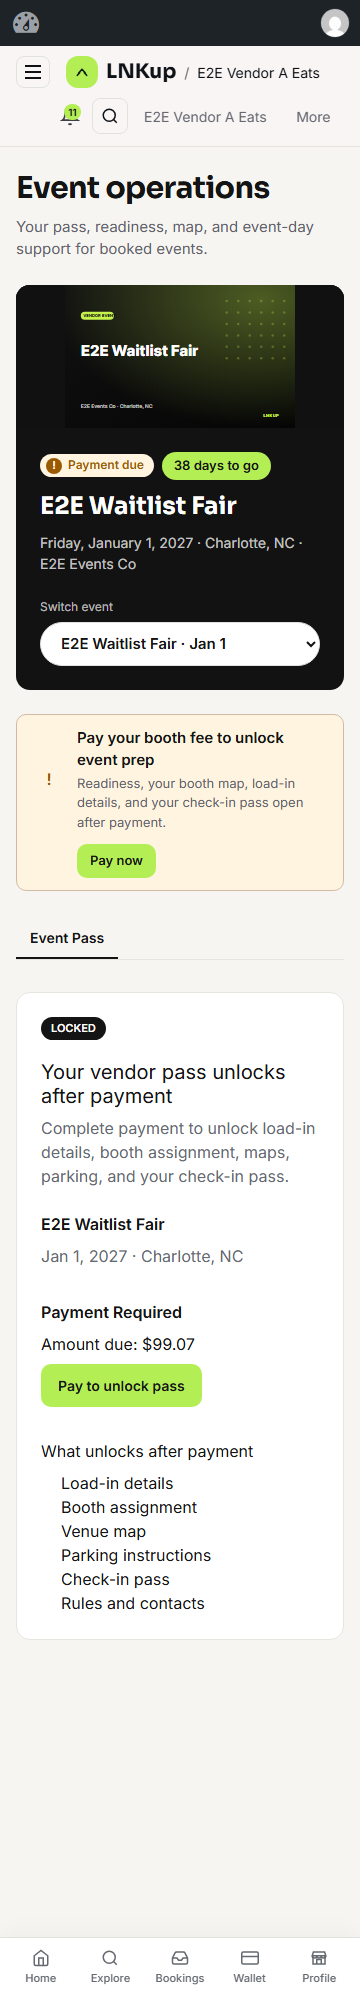 LNKup / E2E Vendor A Eats
11
E2E Vendor A Eats More
Event operations
Your pass, readiness, map, and event-day
support for booked events.
VENDOR EVENT
E2E Waitlist Fair
E2E Events Co · Charlotte, NC
LNKUP
! Payment due
38 days to go
E2E Waitlist Fair
Friday, January 1, 2027 · Charlotte, NC ·
E2E Events Co
Switch event
E2E Waitlist Fair · Jan 1
!
Pay your booth fee to unlock
event prep
Readiness, your booth map, load-in
details, and your check-in pass open
after payment.
Pay now
Event Pass
LOCKED
Your vendor pass unlocks
after payment
Complete payment to unlock load-in
details, booth assignment, maps,
parking, and your check-in pass.
E2E Waitlist Fair
Jan 1, 2027 · Charlotte, NC
Payment Required
Amount due: $99.07
Pay to unlock pass
What unlocks after payment
Load-in details
Booth assignment
Venue map
Parking instructions
Check-in pass
Rules and contacts
Home Explore Bookings Wallet Profile